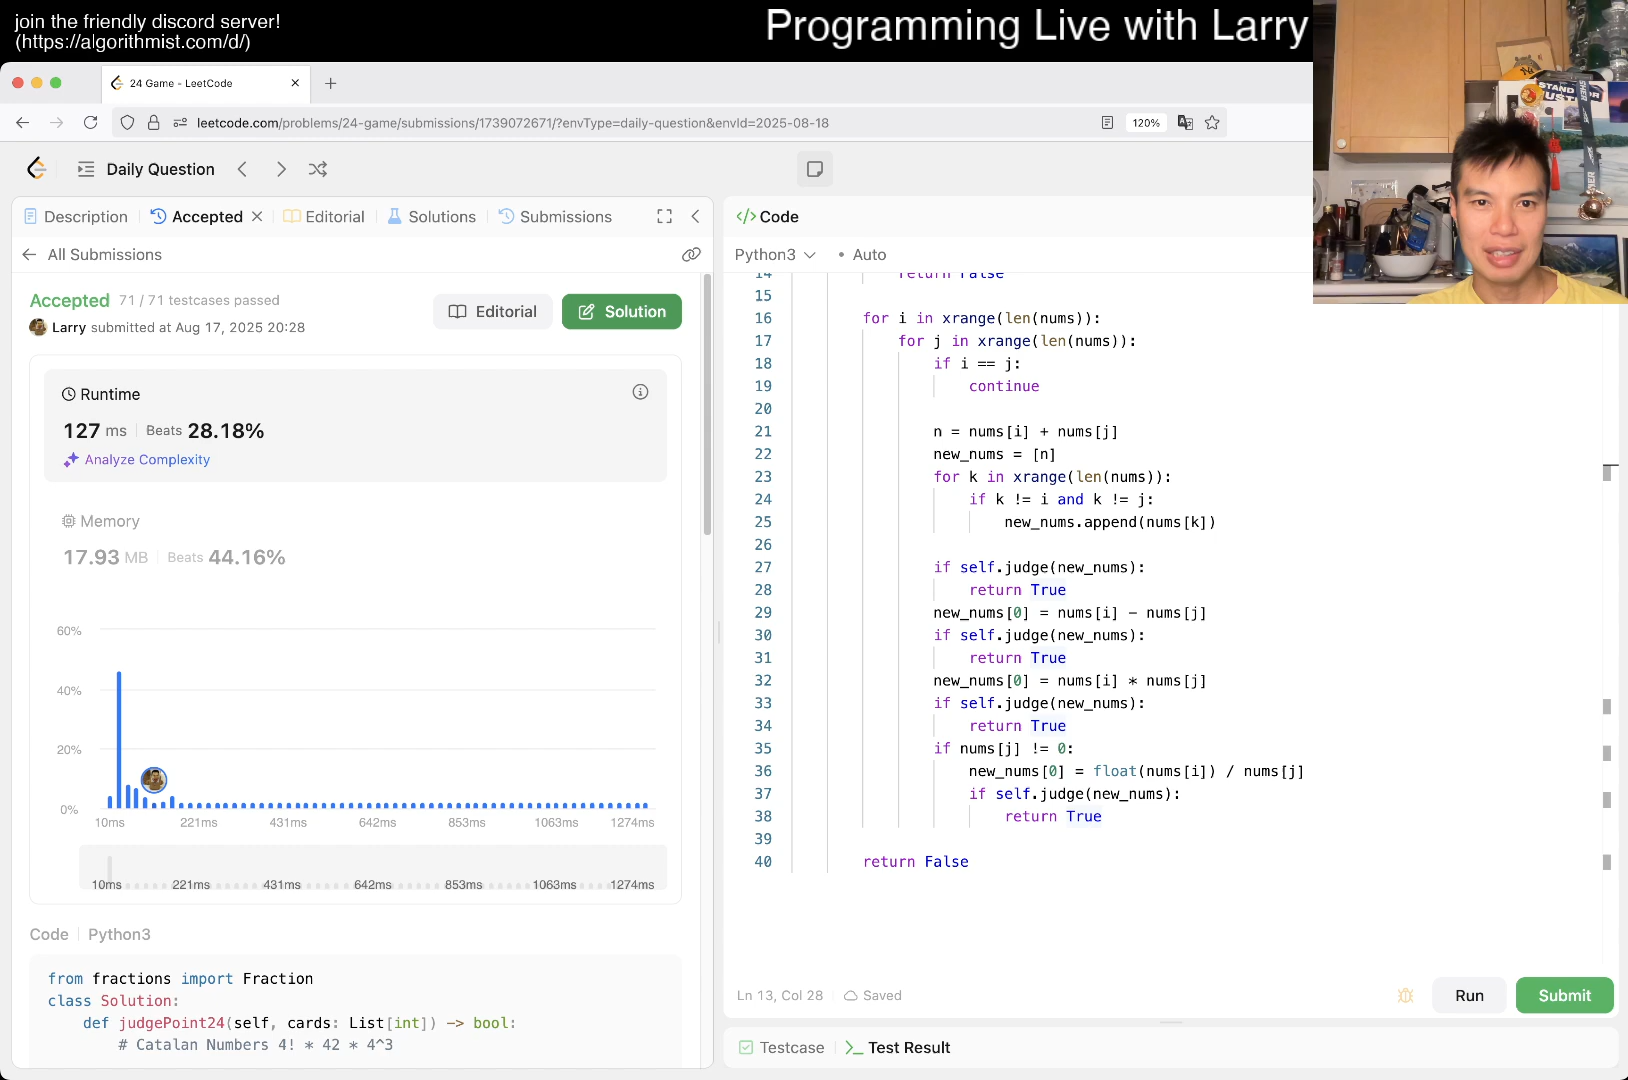 join the friendly discord server!
(https://algorithmist.com/d/)
Programming Live with Larry
24 Game - LeetCode
leetcode.com/problems/24-game/submissions/1739072671/?envType=daily-question&envId=2025-08-18
120%
Daily Question
Description
Accepted
Editorial
Solutions
Submissions
All Submissions
Accepted 71 / 71 testcases passed
Larry submitted at Aug 17, 2025 20:28
Editorial
Solution
Runtime
127 ms Beats 28.18%
Analyze Complexity
Memory
17.93 MB Beats 44.16%
60%
40%
20%
0%
10ms 221ms 431ms 642ms 853ms 1063ms 1274ms
10ms 221ms 431ms 642ms 853ms 1063ms 1274ms
Code Python3
from fractions import Fraction
class Solution:
def judgePoint24(self, cards: List[int]) -> bool:
# Catalan Numbers 4! * 42 * 4^3
</> Code
Python3 • Auto
14 return False
15
16 for i in xrange(len(nums)):
17 for j in xrange(len(nums)):
18 if i == j:
19 continue
20
21 n = nums[i] + nums[j]
22 new_nums = [n]
23 for k in xrange(len(nums)):
24 if k != i and k != j:
25 new_nums.append(nums[k])
26
27 if self.judge(new_nums):
28 return True
29 new_nums[0] = nums[i] - nums[j]
30 if self.judge(new_nums):
31 return True
32 new_nums[0] = nums[i] * nums[j]
33 if self.judge(new_nums):
34 return True
35 if nums[j] != 0:
36 new_nums[0] = float(nums[i]) / nums[j]
37 if self.judge(new_nums):
38 return True
39
40 return False
Ln 13, Col 28 Saved
Run
Submit
Testcase
Test Result
STAND